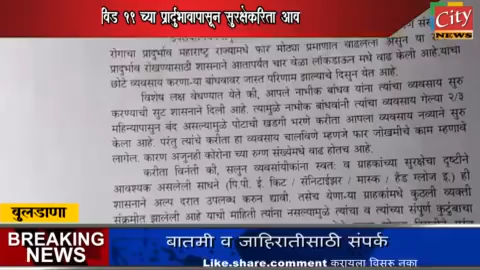 विड १९ च्या प्रार्दुभावापासून सुरक्षेकरिता आव
City
NEWS
रोगाचा प्रार्दुभाव महाराष्ट्र राज्यामध्ये फार मोठ्या प्रमाणात वाढलेला असुन या
प्रार्दुभाव रोखण्यासाठी शासनाने आतापर्यत चार वेळा लॉकडाऊन मधे वाढ केली आहे.याचा
छोटे व्यवसाय करणा-या बांधवावर जास्त परिणाम झाल्याचे दिसुन येत आहे.
विशेष लक्ष वेधण्यात येते की, आपले नाभीक बांधव यांना त्यांचा व्यवसाय सुरु
करण्याची सुट शासनाने दिली आहे. त्यामुळे नाभीक बांधवांनी त्यांचा व्यवसाय गेल्या २/३
महिन्यापासुन बंद असल्यामुळे पोटाची खडगी भरणे करीता आपला व्यवसाय नव्याने सुरु
केला आहे. परंतु त्यांचे करीता हा व्यवसाय चालविणे म्हणजे फार जोखमीचे काम म्हणावे
लागेल. कारण अजुनही कोरोना च्या रुग्ण संख्येमधे वाढ होतच आहे.
करीता विनंती की, सलुन व्यवसायीकांना स्वत: व ग्राहकांच्या सुरक्षेचा दृष्टीने
आवश्यक असलेली साधने (पि.पी.ई. किट / सॅनिटाईझर / मास्क / हॅड ग्लोज इ.) ही
शासनाने अल्प दरात उपलब्ध करुन द्यावी. तसेच येणा-या ग्राहकांमधे कुठली व्यक्ती
संक्रमीत झालेली आहे याची माहिती त्यांना नसल्यामुळे त्यांचा व त्यांच्या संपुर्ण कुटुंबाचा
बुलडाणा
BREAKING
NEWS
बातमी व जाहिरातीसाठी संपर्क
Like.share.comment करायला विसरू नका